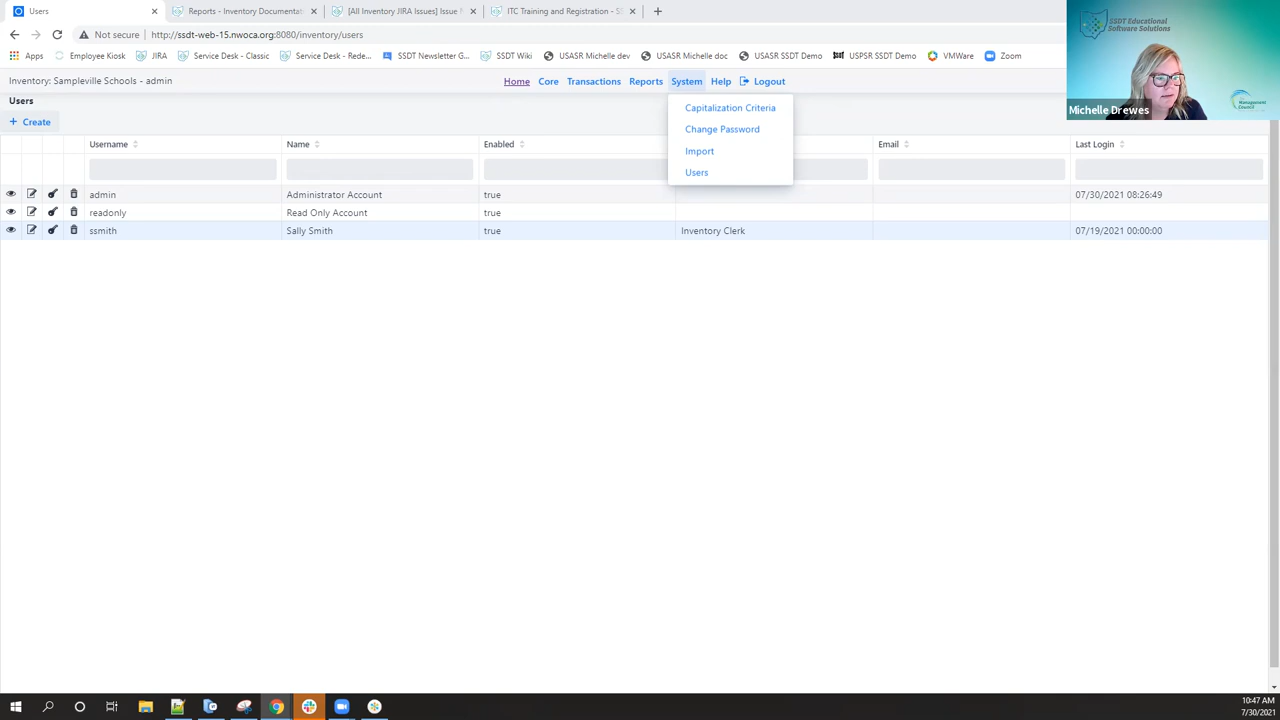 Users
Reports - Inventory Documentat
[All Inventory JIRA Issues] Issue
ITC Training and Registration - SS
Not secure
http://ssdt-web-15.nwoca.org:8080/inventory/users
Apps
Employee Kiosk
JIRA
Service Desk - Classic
Service Desk - Rede...
SSDT Newsletter G...
SSDT Wiki
USASR Michelle dev
USASR Michelle doc
USASR SSDT Demo
USPSR SSDT Demo
VMWare
Zoom
SSDT Educational
Software Solutions
Management
Council
Michelle Drewes
Inventory: Sampleville Schools - admin
Home Core Transactions Reports System Help Logout
Users
+ Create
Capitalization Criteria
Change Password
Import
Users
Username Name Enabled Email Last Login
admin Administrator Account true 07/30/2021 08:26:49
readonly Read Only Account true
ssmith Sally Smith true Inventory Clerk 07/19/2021 00:00:00
10:47 AM
7/30/2021